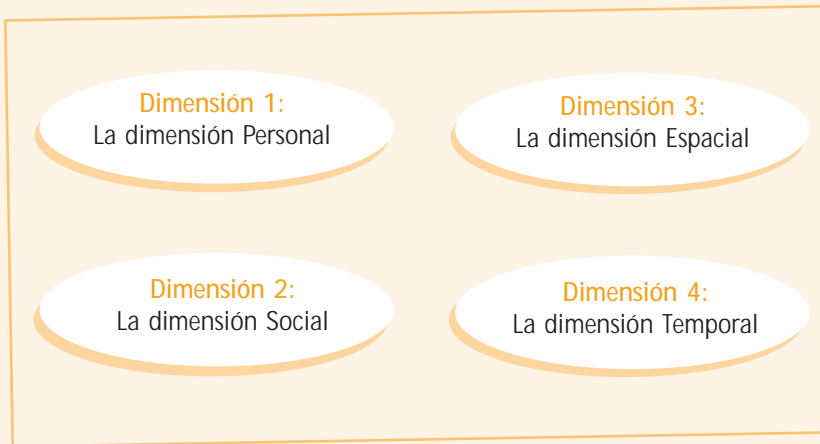 Dimensión 1:
La dimensión Personal
Dimensión 2:
La dimensión Social
Dimensión 3:
La dimensión Espacial
Dimensión 4:
La dimensión Temporal